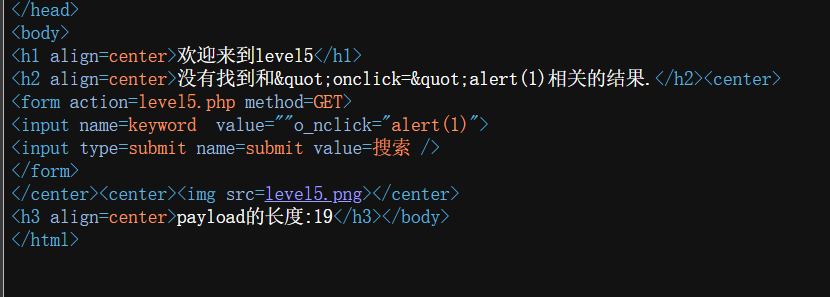 </head>
<body>
<h1 align=center>欢迎来到level5</h1>
<h2 align=center>没有找到和&quot;onclick=&quot;alert(1)相关的结果.</h2><center>
<form action=level5.php method=GET>
<input name=keyword  value=""o_nclick="alert(1)">
<input type=submit name=submit value=搜索 />
</form>
</center><center><img src=level5.png></center>
<h3 align=center>payload的长度:19</h3></body>
</html>